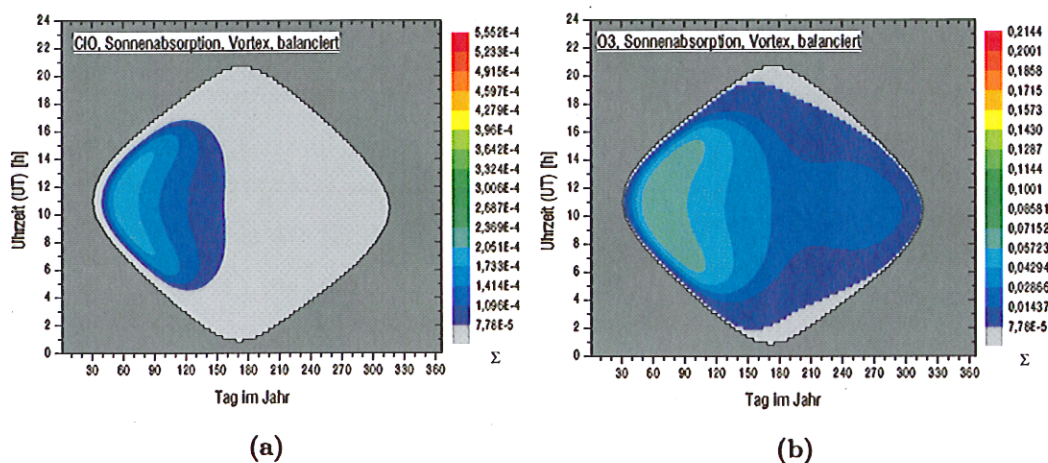 ClO, Sonnenabsorption, Vortex, balanciert
Uhrzeit (UT) [h]
24
22
20
18
16
14
12
10
8
6
4
2
0
30 60 90 120 150 180 210 240 270 300 330 360
Tag im Jahr
5,552E-4
5,233E-4
4,915E-4
4,597E-4
4,279E-4
3,96E-4
3,642E-4
3,324E-4
3,006E-4
2,687E-4
2,369E-4
2,051E-4
1,733E-4
1,414E-4
1,096E-4
7,78E-5
Σ
(a)
O3, Sonnenabsorption, Vortex, balanciert
Uhrzeit (UT) [h]
24
22
20
18
16
14
12
10
8
6
4
2
0
30 60 90 120 150 180 210 240 270 300 330 360
Tag im Jahr
0,2144
0,2001
0,1858
0,1715
0,1573
0,1430
0,1287
0,1144
0,1001
0,08581
0,07152
0,05723
0,04294
0,02866
0,01437
7,78E-5
Σ
(b)